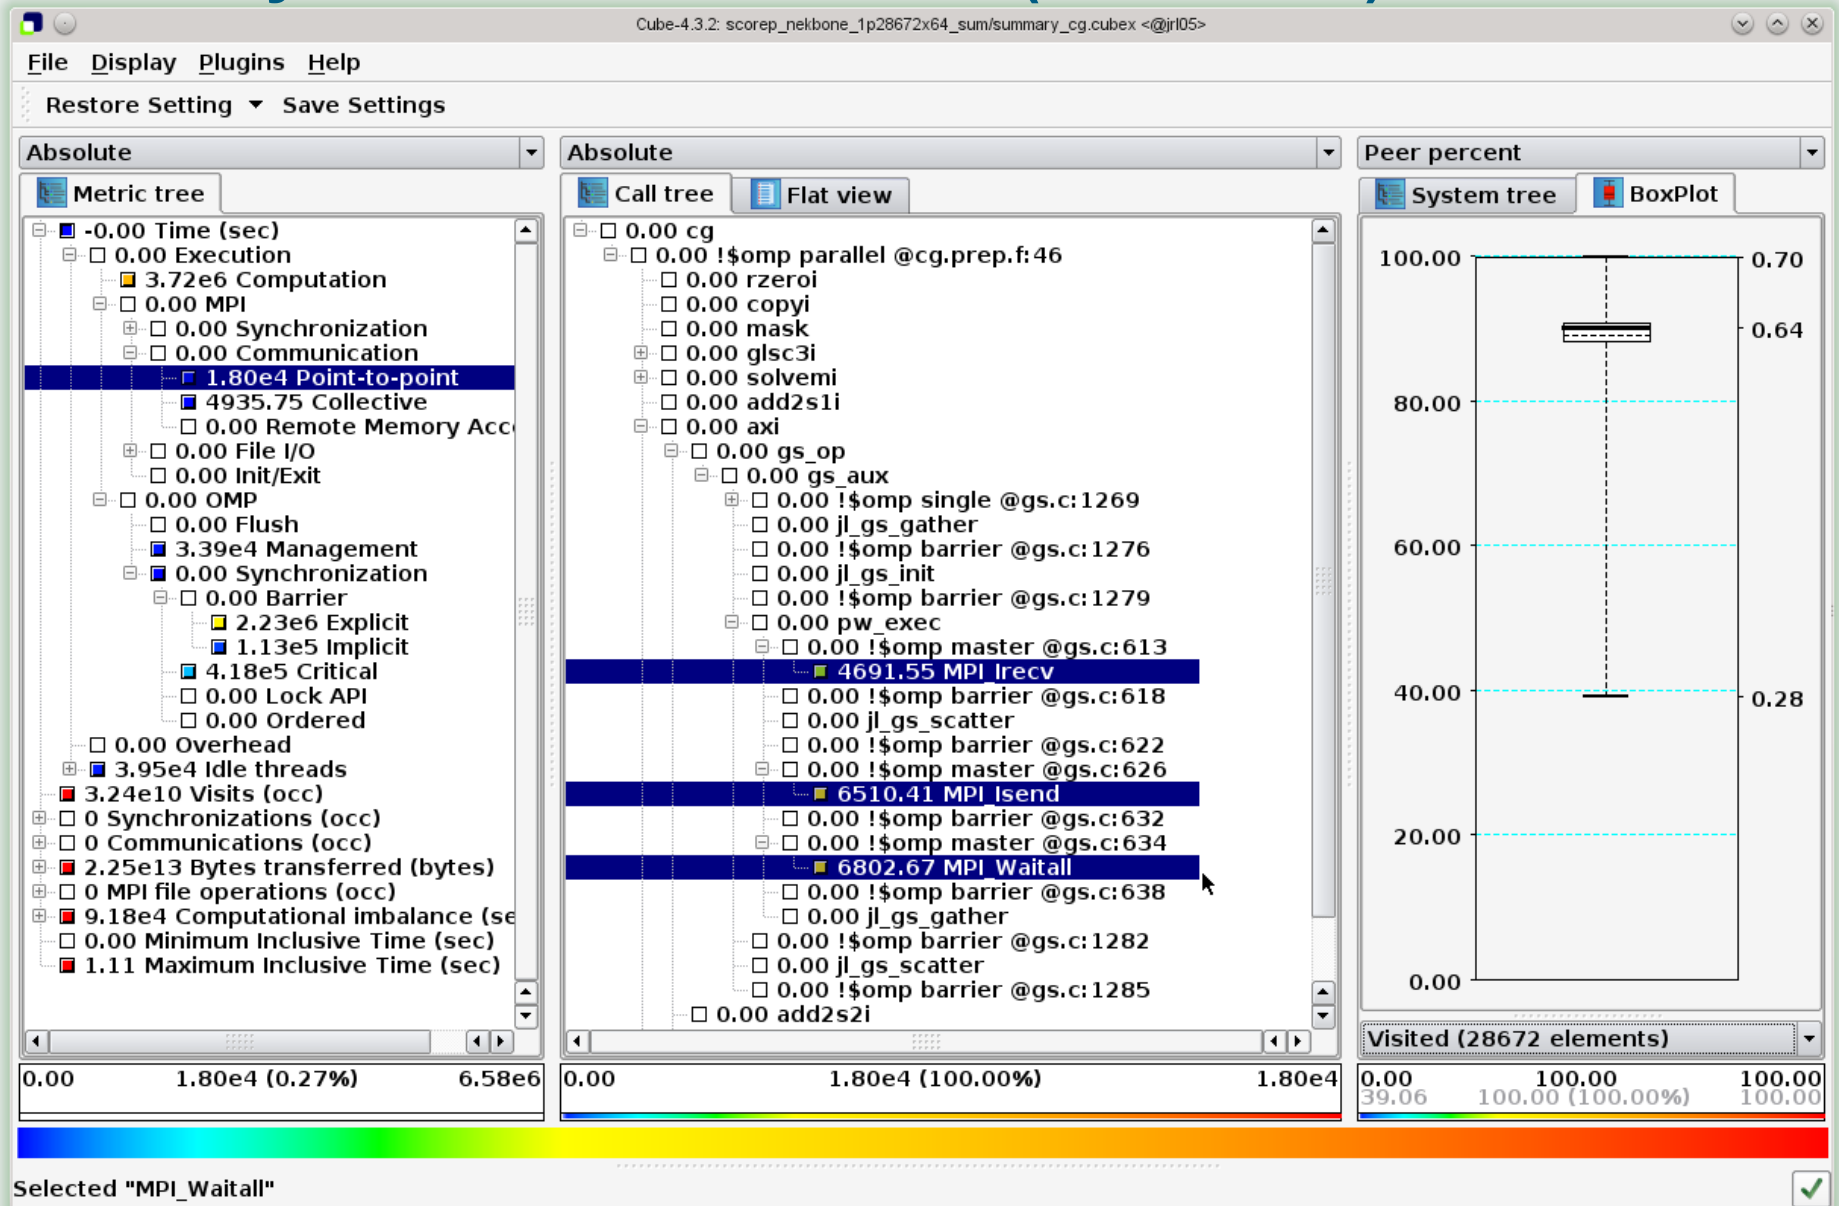 Cube-4.3.2: scorep_nekbone_1p28672x64_sum/summary_cg.cubex <@jrl05>
File Display Plugins Help
Restore Setting Save Settings
Absolute
Metric tree
-0.00 Time (sec)
0.00 Execution
3.72e6 Computation
0.00 MPI
0.00 Synchronization
0.00 Communication
1.80e4 Point-to-point
4935.75 Collective
0.00 Remote Memory Acc
0.00 File I/O
0.00 Init/Exit
0.00 OMP
0.00 Flush
3.39e4 Management
0.00 Synchronization
0.00 Barrier
2.23e6 Explicit
1.13e5 Implicit
4.18e5 Critical
0.00 Lock API
0.00 Ordered
0.00 Overhead
3.95e4 Idle threads
3.24e10 Visits (occ)
0 Synchronizations (occ)
0 Communications (occ)
2.25e13 Bytes transferred (bytes)
0 MPI file operations (occ)
9.18e4 Computational imbalance (se
0.00 Minimum Inclusive Time (sec)
1.11 Maximum Inclusive Time (sec)
0.00 1.80e4 (0.27%) 6.58e6
Absolute
Call tree Flat view
0.00 cg
0.00 !$omp parallel @cg.prep.f:46
0.00 rzeroi
0.00 copyi
0.00 mask
0.00 glsc3i
0.00 solvemi
0.00 add2s1i
0.00 axi
0.00 gs_op
0.00 gs_aux
0.00 !$omp single @gs.c:1269
0.00 jl_gs_gather
0.00 !$omp barrier @gs.c:1276
0.00 jl_gs_init
0.00 !$omp barrier @gs.c:1279
0.00 pw_exec
0.00 !$omp master @gs.c:613
4691.55 MPI_Irecv
0.00 !$omp barrier @gs.c:618
0.00 jl_gs_scatter
0.00 !$omp barrier @gs.c:622
0.00 !$omp master @gs.c:626
6510.41 MPI_Isend
0.00 !$omp barrier @gs.c:632
0.00 !$omp master @gs.c:634
6802.67 MPI_Waitall
0.00 !$omp barrier @gs.c:638
0.00 jl_gs_gather
0.00 !$omp barrier @gs.c:1282
0.00 jl_gs_scatter
0.00 !$omp barrier @gs.c:1285
0.00 add2s2i
0.00 1.80e4 (100.00%) 1.80e4
Peer percent
System tree BoxPlot
100.00 0.70
0.64
80.00
60.00
40.00 0.28
20.00
0.00
Visited (28672 elements)
0.00 100.00 100.00
39.06 100.00 (100.00%) 100.00
Selected "MPI_Waitall"